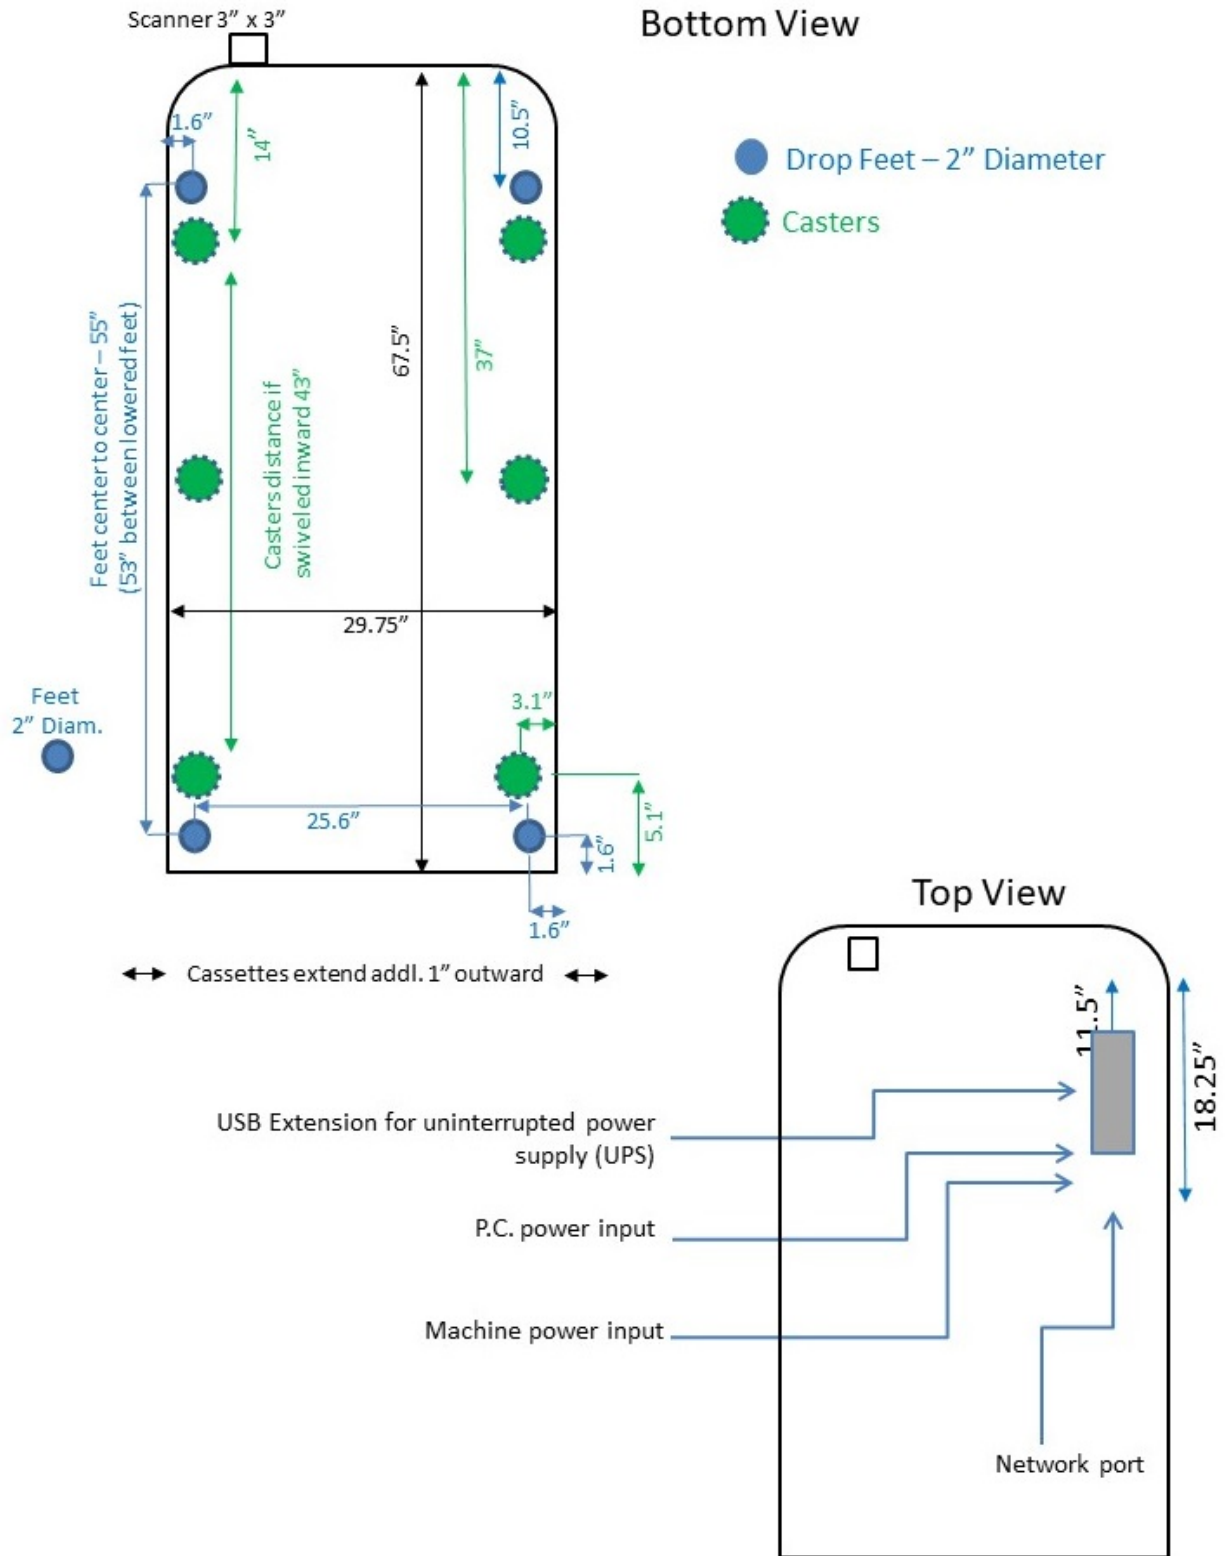 Scanner 3” x 3”
Bottom View
1.6”
14”
10.5”
Drop Feet – 2” Diameter
Casters
Feet center to center – 55”
(53” between lowered feet)
67.5”
37”
Casters distance if
swiveled inward 43”
29.75”
Feet
2” Diam.
3.1”
25.6”
1.6”
5.1”
1.6”
Cassettes extend addl. 1” outward
Top View
11.5”
18.25”
USB Extension for uninterrupted power
supply (UPS)
P.C. power input
Machine power input
Network port